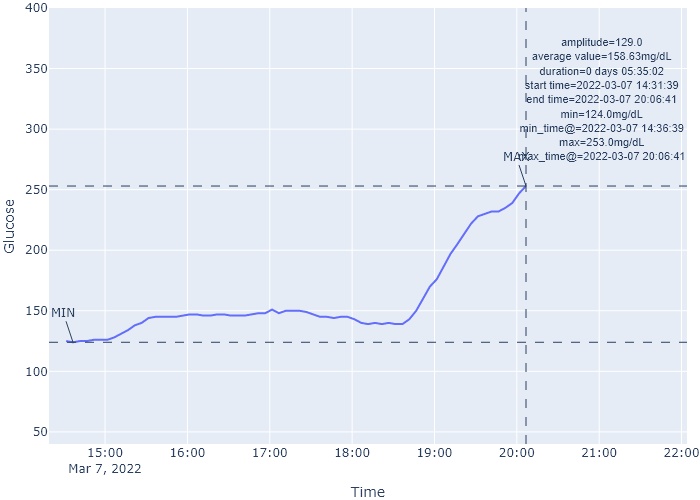 400
350
300
250
200
150
100
50
Glucose
amplitude=129.0
average value=158.63mg/dL
duration=0 days 05:35:02
start time=2022-03-07 14:31:39
end time=2022-03-07 20:06:41
min=124.0mg/dL
min_time@=2022-03-07 14:36:39
max=253.0mg/dL
max_time@=2022-03-07 20:06:41
MAX
MIN
15:00 16:00 17:00 18:00 19:00 20:00 21:00 22:00
Mar 7, 2022
Time